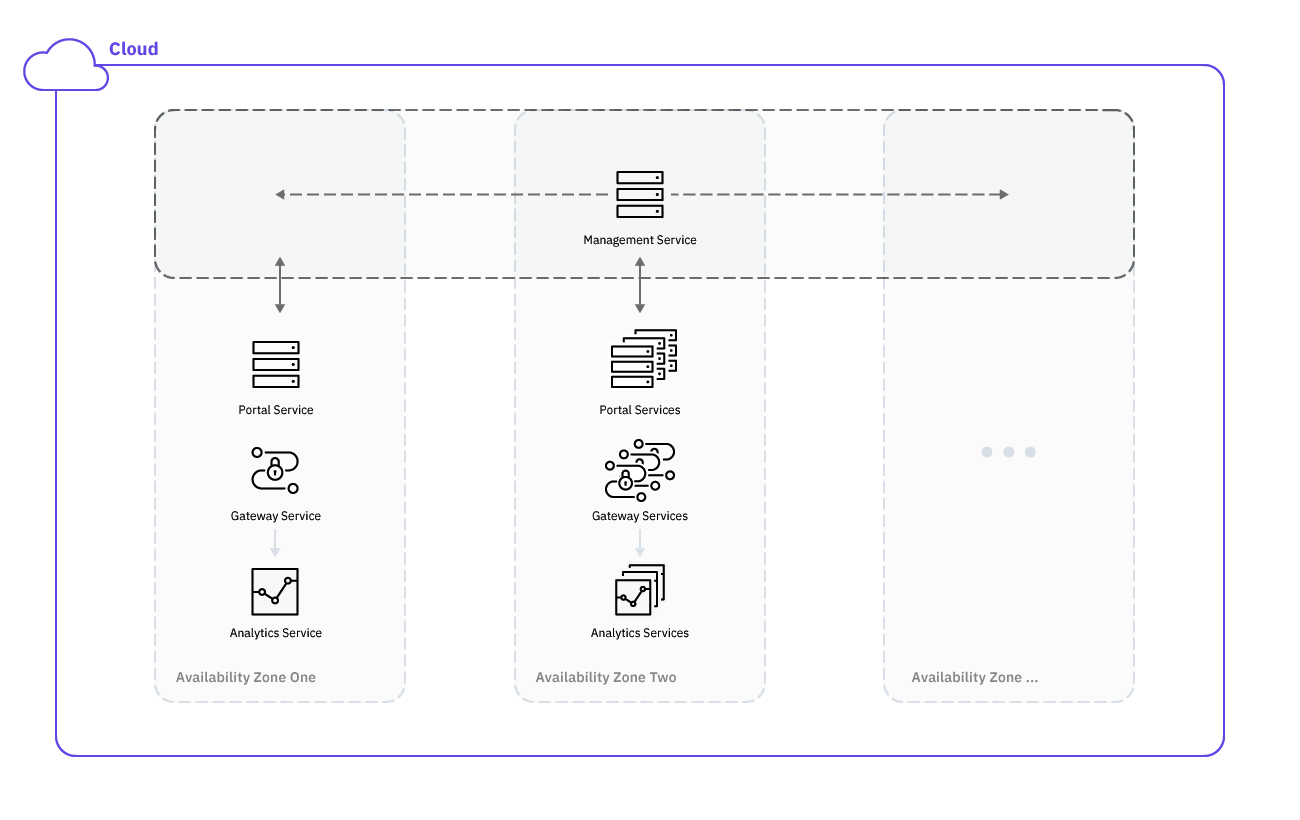 Cloud
Management Service
Portal Service
Portal Services
Gateway Service
Gateway Services
Analytics Service
Analytics Services
Availability Zone One
Availability Zone Two
Availability Zone ...